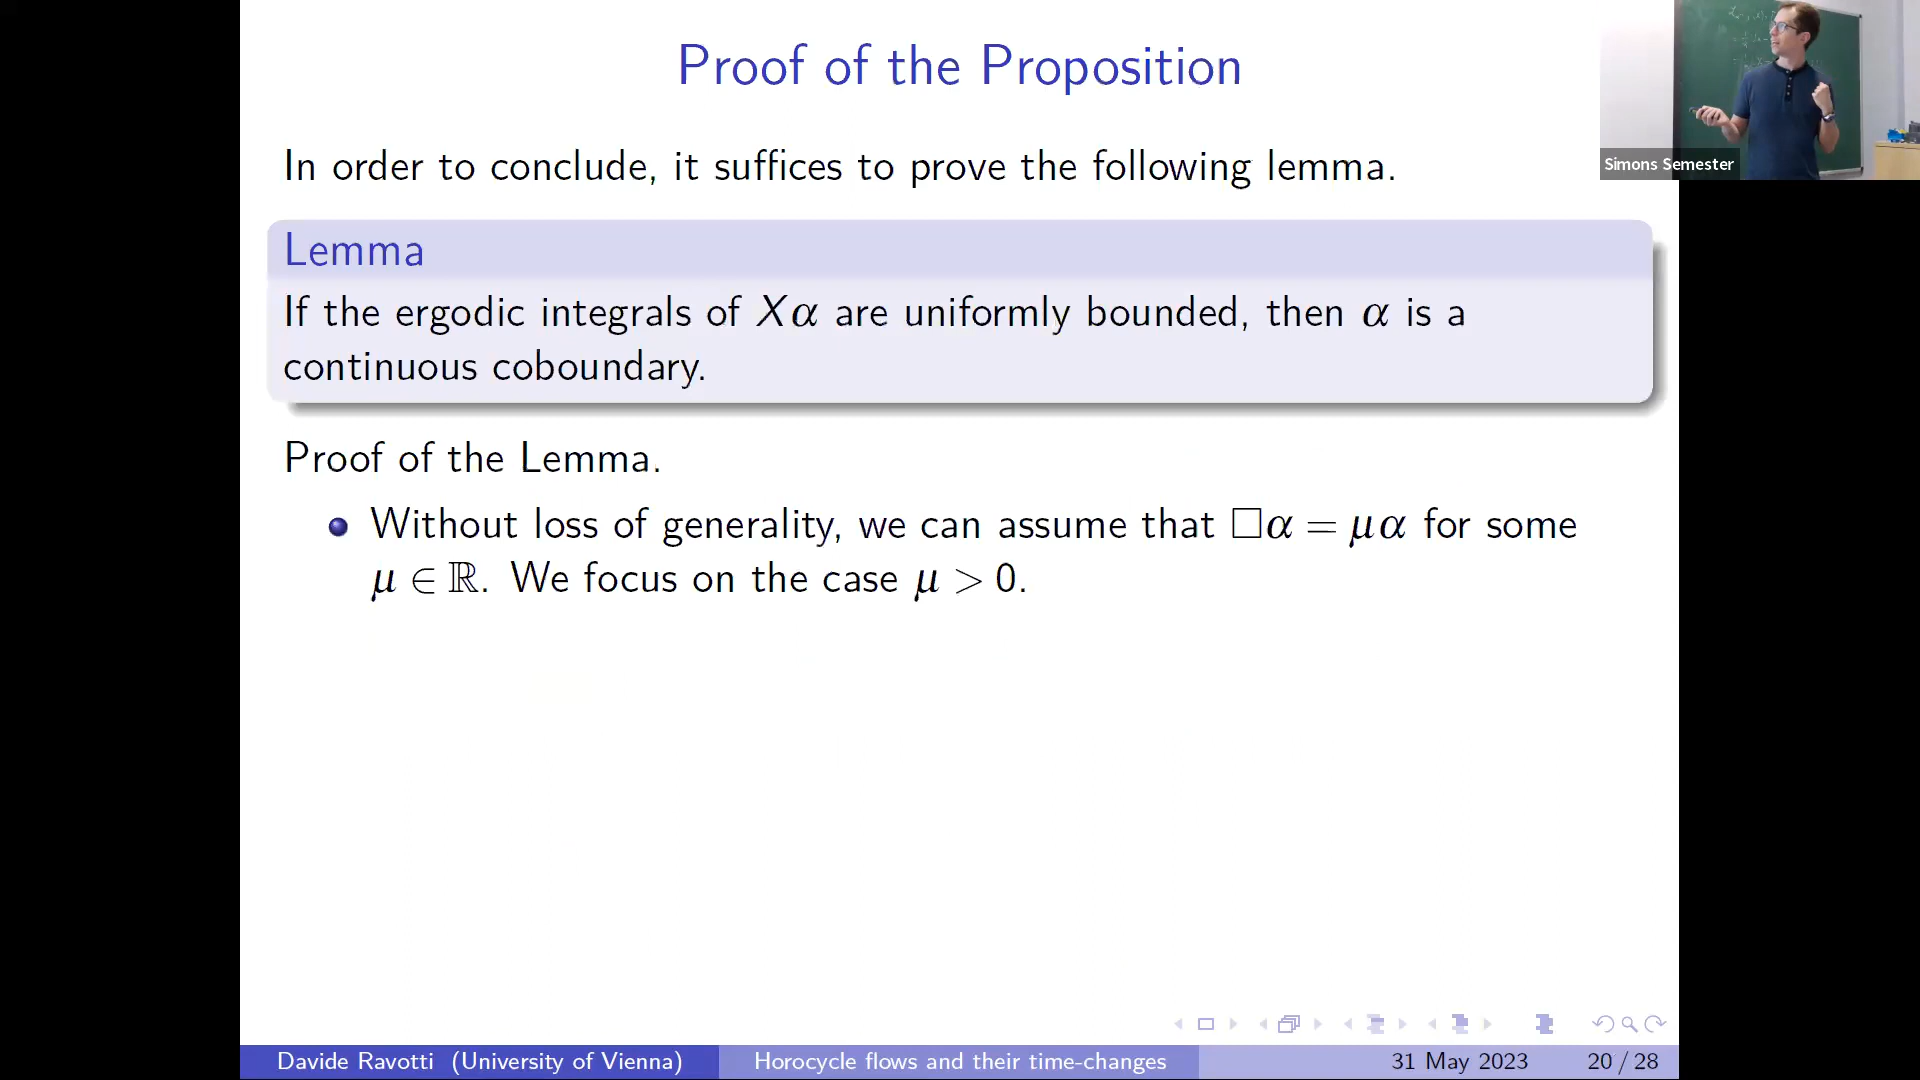 Proof of the Proposition
In order to conclude, it suffices to prove the following lemma.
Lemma
If the ergodic integrals of Xα are uniformly bounded, then α is a
continuous coboundary.
Proof of the Lemma.
Without loss of generality, we can assume that □α = μα for some
μ ∈ ℝ. We focus on the case μ > 0.
Simons Semester
Davide Ravotti (University of Vienna) Horocycle flows and their time-changes 31 May 2023 20 / 28